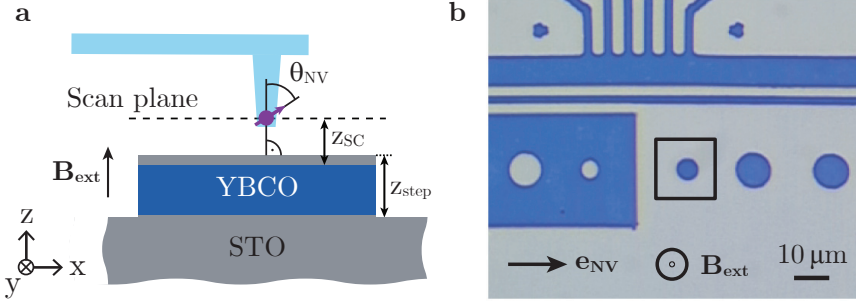 a
θNV
Scan plane
zSC
Bext
YBCO
zstep
z
STO
y
x
b
eNV
Bext
10 µm